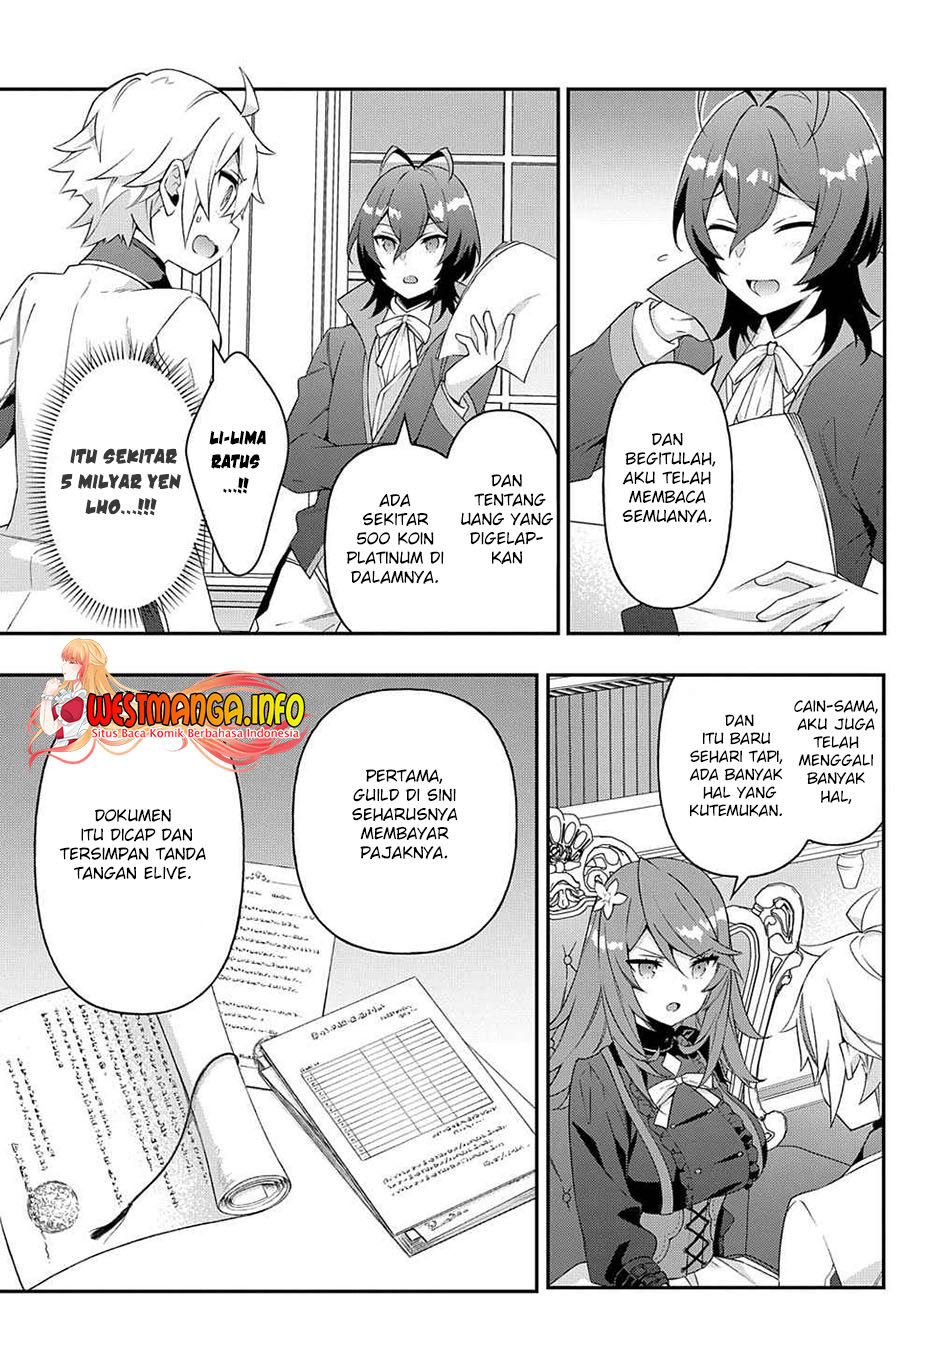 DAN
BEGITULAH,
AKU TELAH
MEMBACA
SEMUANYA.
DAN
TENTANG
UANG YANG
DIGELAP-
KAN
ADA
SEKITAR
500 KOIN
PLATINUM DI
DALAMNYA.
LI-LIMA
RATUS
...!!
ITU SEKITAR
5 MILYAR YEN
LHO...!!!
CAIN-SAMA,
AKU JUGA
TELAH
MENGGALI
BANYAK
HAL,
DAN
ITU BARU
SEHARI TAPI,
ADA BANYAK
HAL YANG
KUTEMUKAN.
PERTAMA,
GUILD DI SINI
SEHARUSNYA
MEMBAYAR
PAJAKNYA.
DOKUMEN
ITU DICAP DAN
TERSIMPAN TANDA
TANGAN ELIVE.
WESTMANGA.INFO
Situs Baca Komik Berbahasa Indonesia